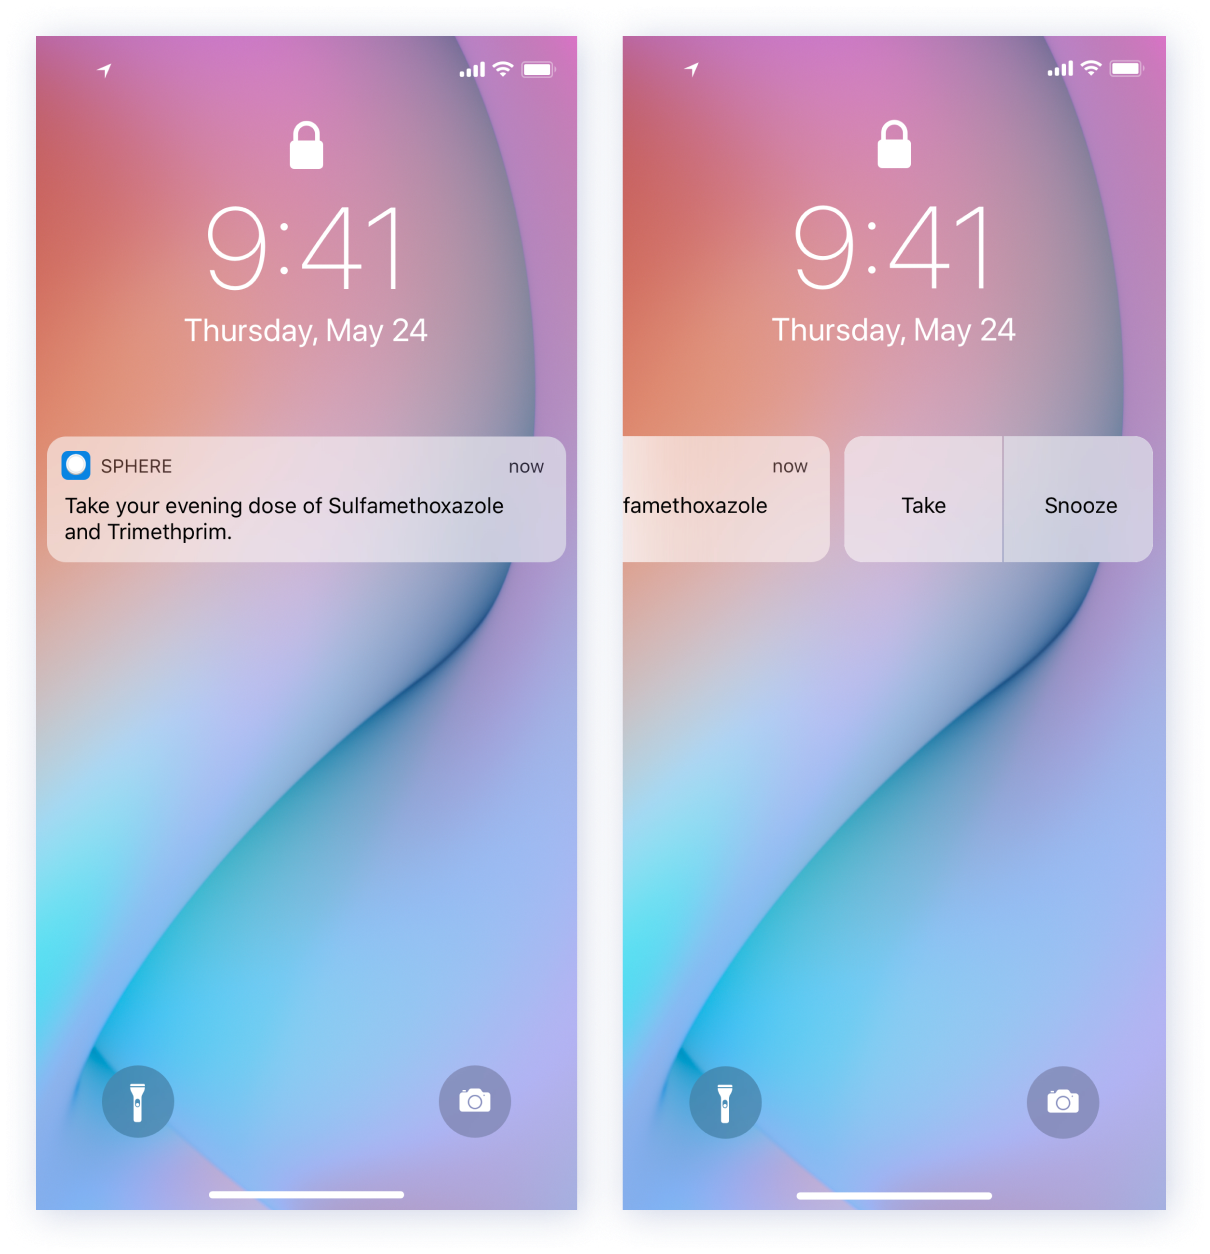 9:41
Thursday, May 24
SPHERE now
Take your evening dose of Sulfamethoxazole
and Trimethprim.
9:41
Thursday, May 24
now
famethoxazole
Take Snooze